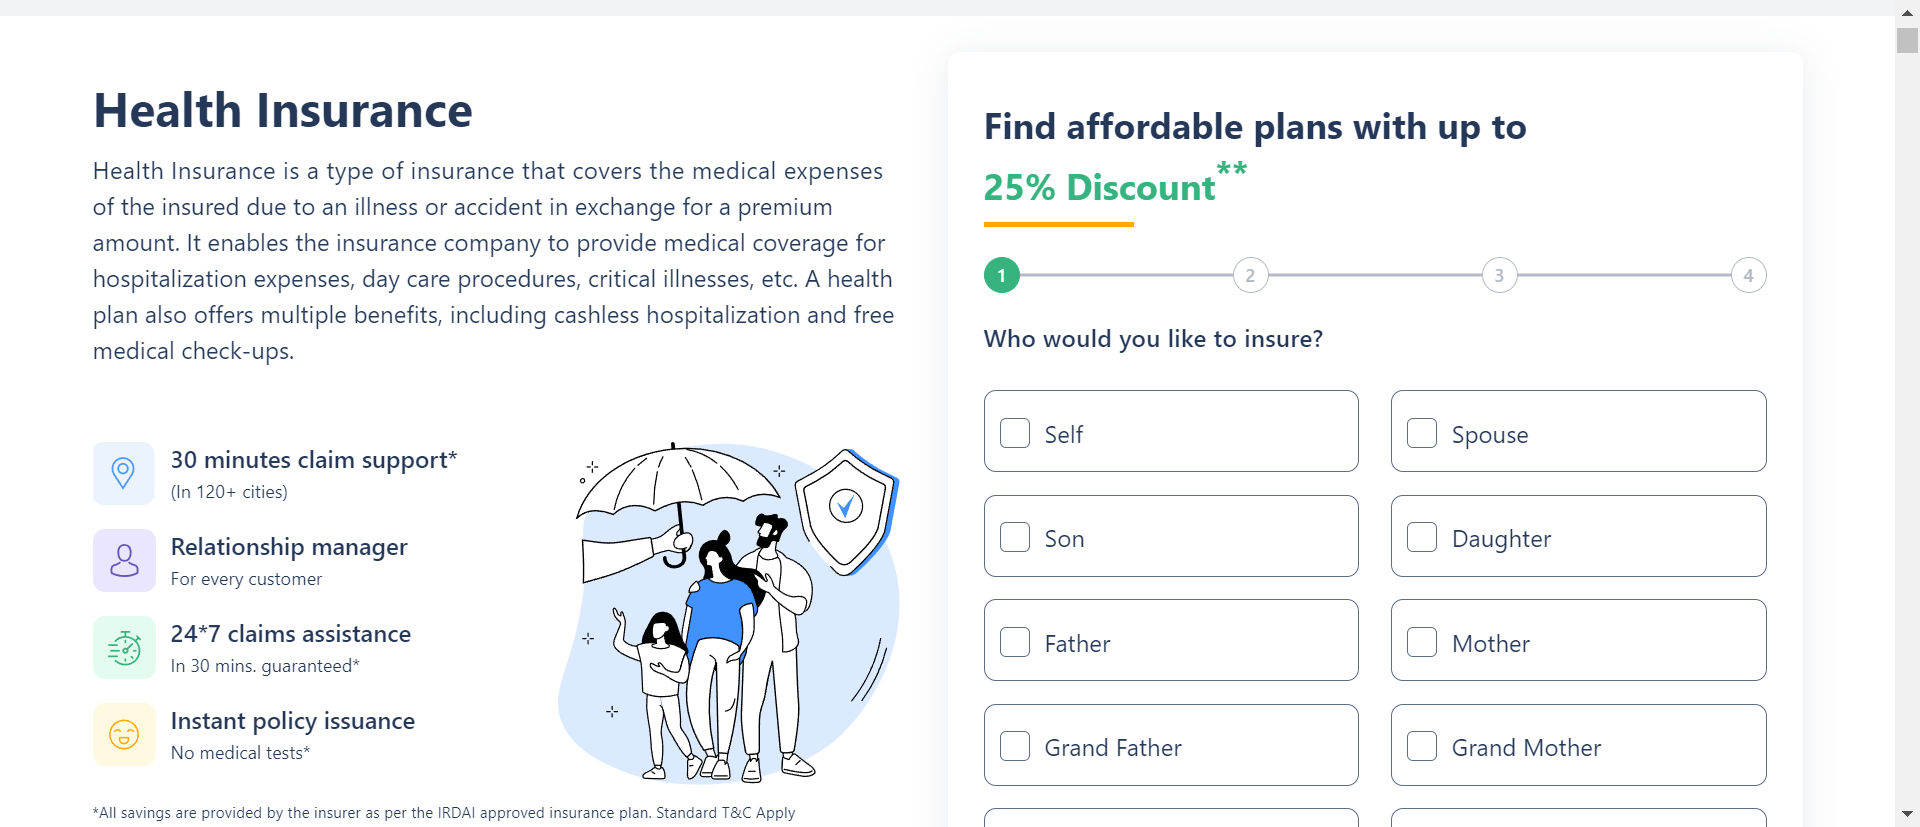 Health Insurance
Health Insurance is a type of insurance that covers the medical expenses
of the insured due to an illness or accident in exchange for a premium
amount. It enables the insurance company to provide medical coverage for
hospitalization expenses, day care procedures, critical illnesses, etc. A health
plan also offers multiple benefits, including cashless hospitalization and free
medical check-ups.
30 minutes claim support*
(In 120+ cities)
Relationship manager
For every customer
24*7 claims assistance
In 30 mins. guaranteed*
Instant policy issuance
No medical tests*
*All savings are provided by the insurer as per the IRDAI approved insurance plan. Standard T&C Apply
Find affordable plans with up to
25% Discount**
1 2 3 4
Who would you like to insure?
Self
Spouse
Son
Daughter
Father
Mother
Grand Father
Grand Mother